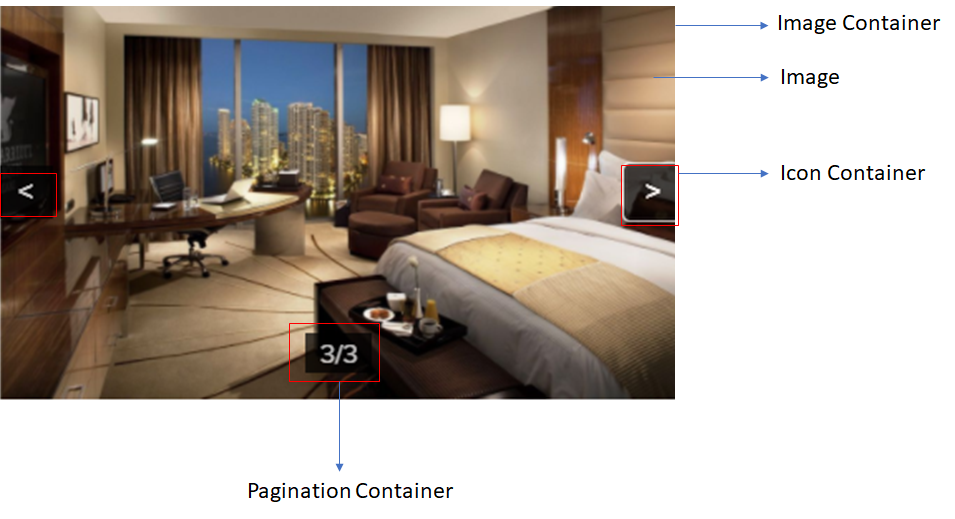 Image Container
Image
Icon Container
<
>
3/3
Pagination Container